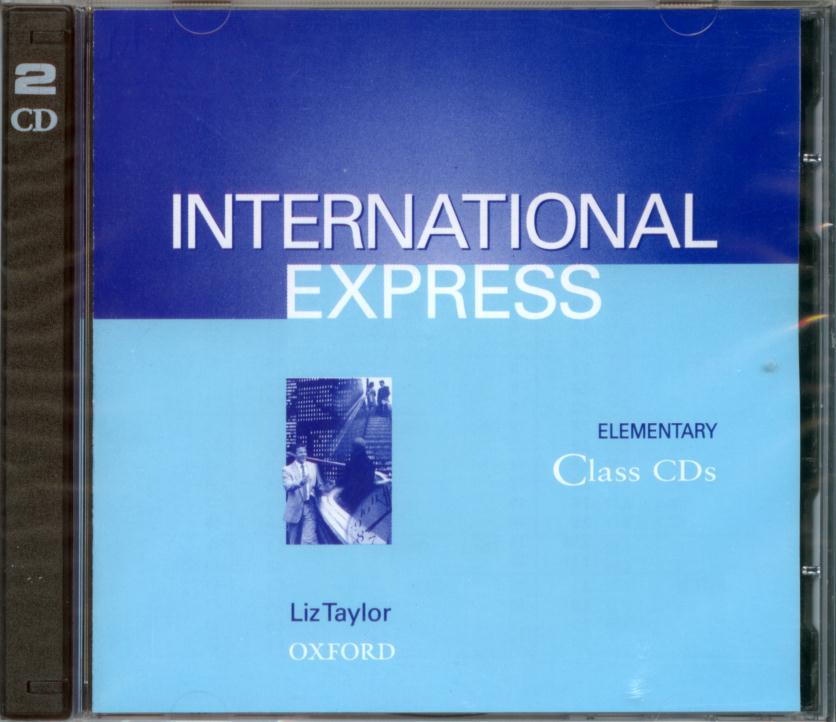 2
CD
INTERNATIONAL
EXPRESS
ELEMENTARY
Class CDs
Liz Taylor
OXFORD